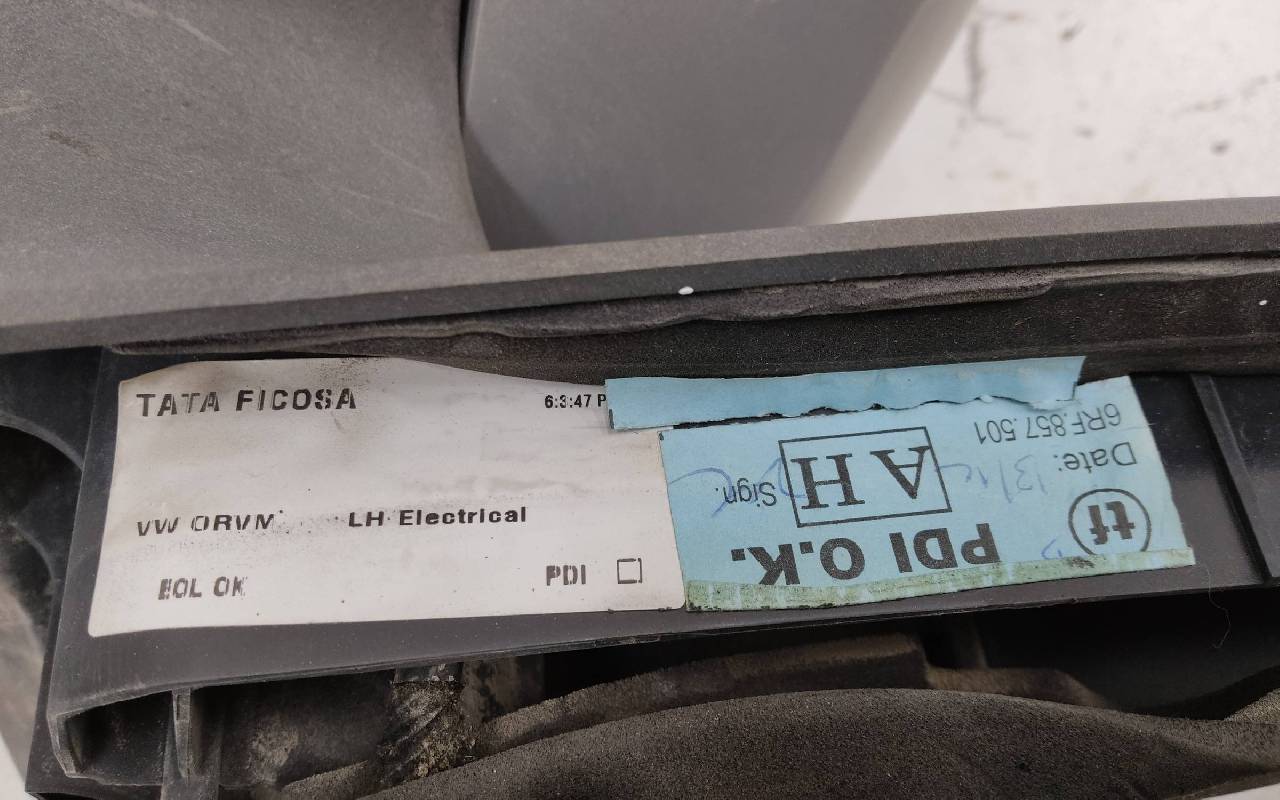 TATA FICOSA
6:3:47 P
VW ORVM
LH Electrical
EOL OK
PDI
tf
PDI O.K.
Date:
AH
Sign.
6RF.857.501